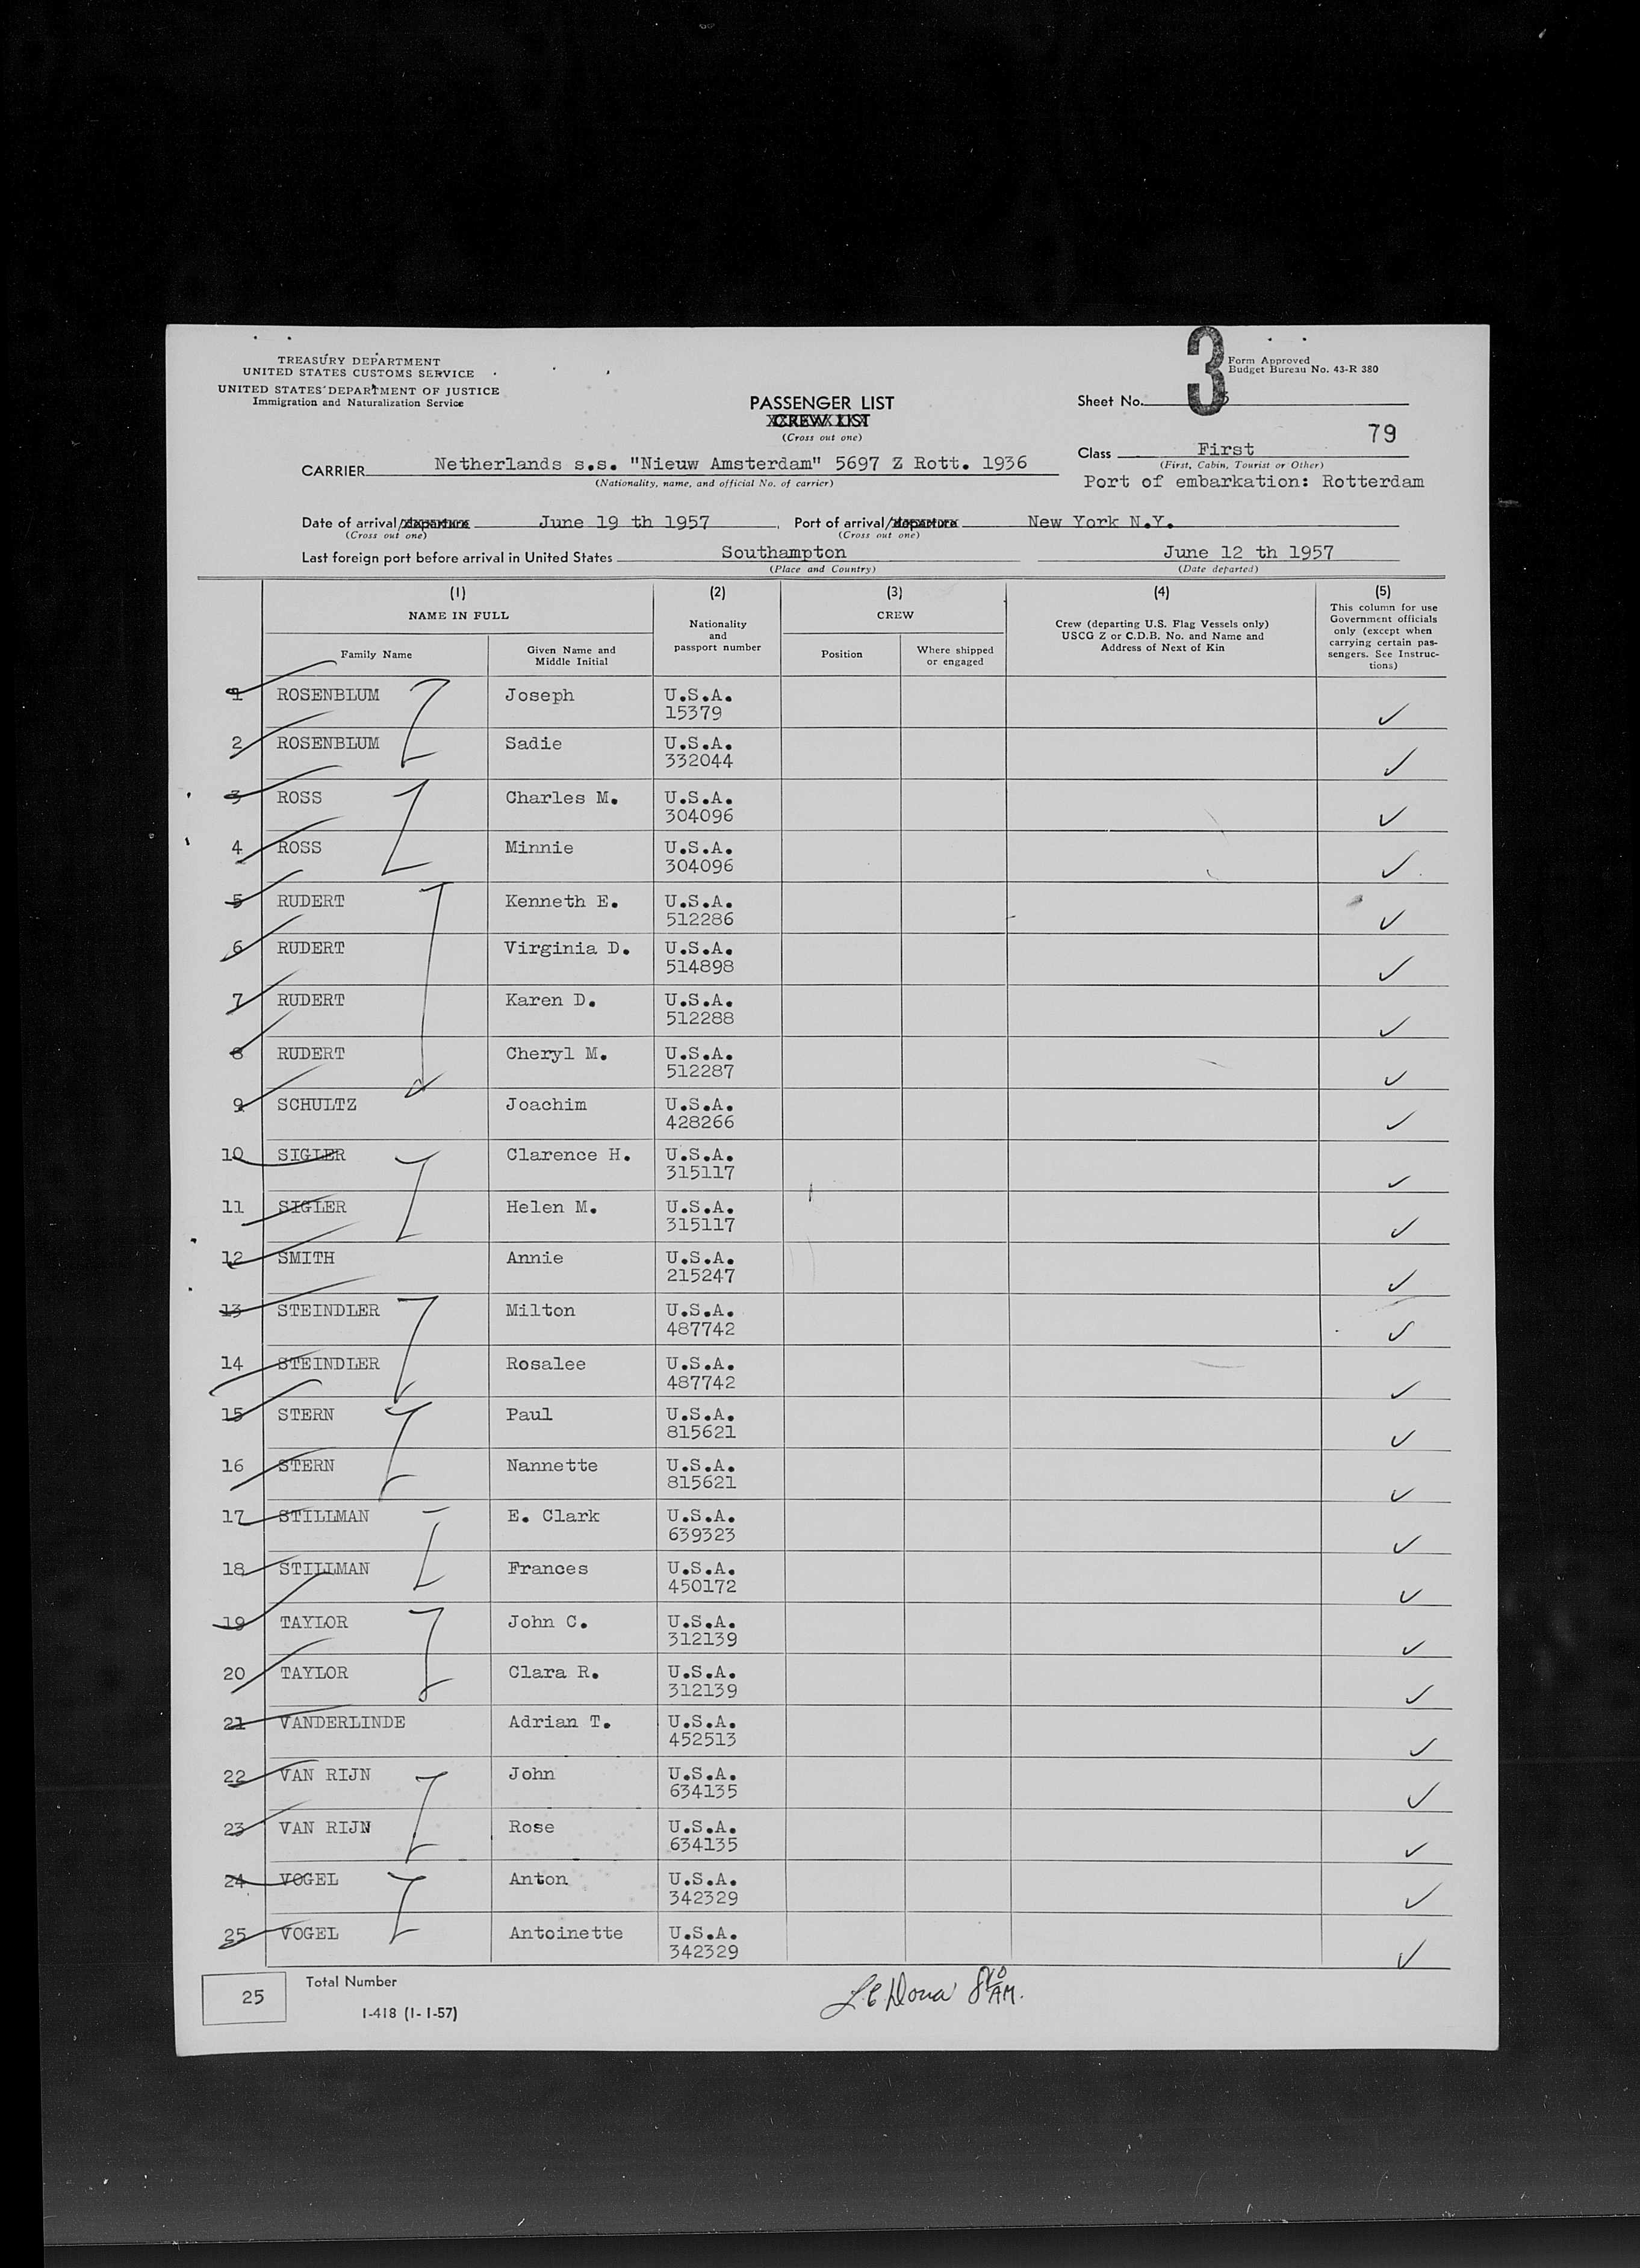 TREASURY DEPARTMENT
UNITED STATES CUSTOMS SERVICE
UNITED STATES DEPARTMENT OF JUSTICE
Immigration and Naturalization Service
3
Form Approved
Budget Bureau No. 43-R 380
PASSENGER LIST
CREW LIST
(Cross out one)
Sheet No.
79
Class First
(First, Cabin, Tourist or Other)
CARRIER Netherlands s.s. "Nieuw Amsterdam" 5697 Z Rott. 1936
(Nationality, name, and official No. of carrier)
Port of embarkation: Rotterdam
Date of arrival/departure June 19 th 1957 Port of arrival/departure New York N.Y.
(Cross out one) (Cross out one)
Last foreign port before arrival in United States Southampton June 12 th 1957
(Place and Country) (Date departed)
(1) (2) (3) (4) (5)
NAME IN FULL
Family Name
Given Name and Middle Initial
Nationality and passport number
CREW
Position
Where shipped or engaged
Crew (departing U.S. Flag Vessels only)
USCG Z or C.D.B. No. and Name and
Address of Next of Kin
This column for use
Government officials
only (except when
carrying certain pas-
sengers. See Instruc-
tions)
1 ROSENBLUM Joseph U.S.A.
15379
2 ROSENBLUM Sadie U.S.A.
332044
3 ROSS Charles M. U.S.A.
304096
4 ROSS Minnie U.S.A.
304096
5 RUDERT Kenneth E. U.S.A.
512286
6 RUDERT Virginia D. U.S.A.
514898
7 RUDERT Karen D. U.S.A.
512288
8 RUDERT Cheryl M. U.S.A.
512287
9 SCHULTZ Joachim U.S.A.
428266
10 SIGLER Clarence H. U.S.A.
315117
11 SIGLER Helen M. U.S.A.
315117
12 SMITH Annie U.S.A.
215247
13 STEINDLER Milton U.S.A.
487742
14 STEINDLER Rosalee U.S.A.
487742
15 STERN Paul U.S.A.
815621
16 STERN Nannette U.S.A.
815621
17 STILLMAN E. Clark U.S.A.
639323
18 STILLMAN Frances U.S.A.
450172
19 TAYLOR John C. U.S.A.
312139
20 TAYLOR Clara R. U.S.A.
312139
21 VANDERLINDE Adrian T. U.S.A.
452513
22 VAN RIJN John U.S.A.
634135
23 VAN RIJN Rose U.S.A.
634135
24 VOGEL Anton U.S.A.
342329
25 VOGEL Antoinette U.S.A.
342329
25 Total Number
I-418 (1-1-57)